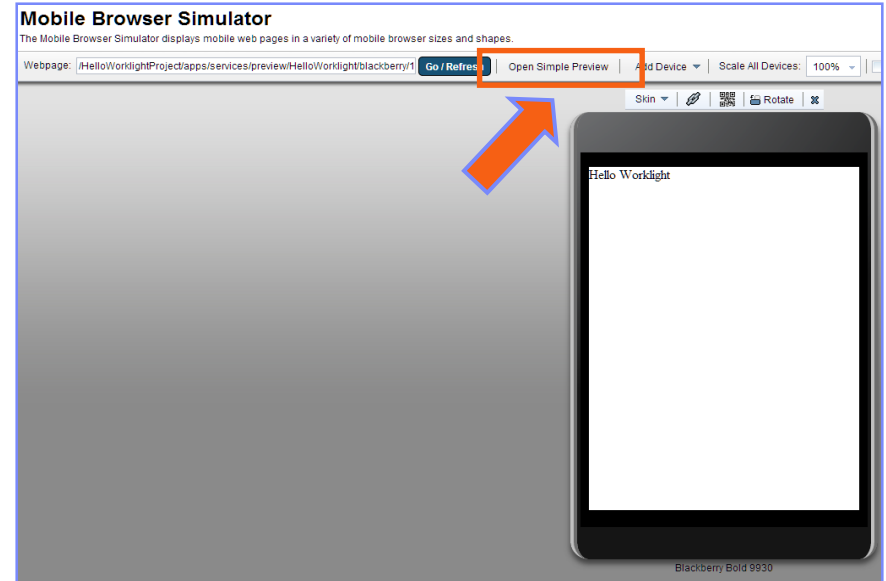 Mobile Browser Simulator
The Mobile Browser Simulator displays mobile web pages in a variety of mobile browser sizes and shapes.
Webpage: /HelloWorklightProject/apps/services/preview/HelloWorklight/blackberry/1 Go / Refresh | Open Simple Preview | Add Device | Scale All Devices: 100%
Skin | Rotate
Hello Worklight
Blackberry Bold 9930